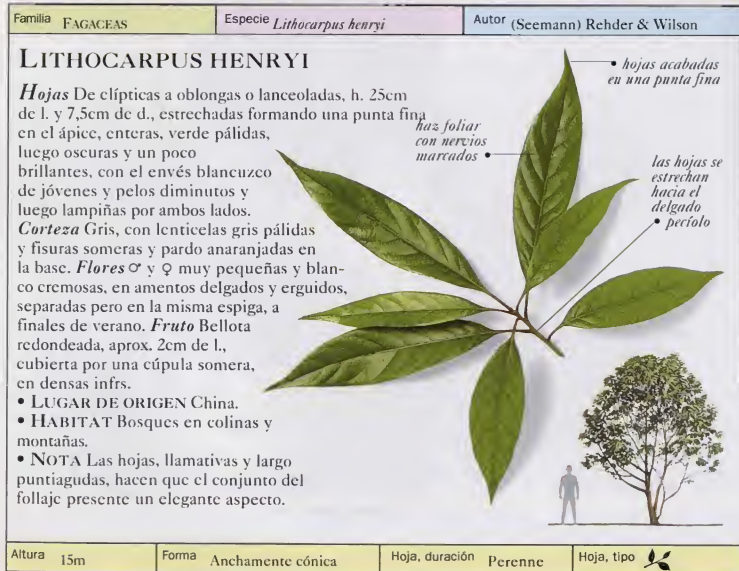 Familia FAGACEAS
Especie Lithocarpus henryi
Autor (Seemann) Rehder & Wilson
LITHOCARPUS HENRYI
Hojas De clípticas a oblongas o lanceoladas, h. 25cm
de l. y 7,5cm de d., estrechadas formando una punta fina
en el ápice, enteras, verde pálidas,
luego oscuras y un poco
brillantes, con el envés blancuzco
de jóvenes y pelos diminutos y
luego lampiñas por ambos lados.
Corteza Gris, con lenticelas gris pálidas
y fisuras someras y pardo anaranjadas en
la base. Flores ♂ y ♀ muy pequeñas y blan-
co cremosas, en amentos delgados y erguidos,
separadas pero en la misma espiga, a
finales de verano. Fruto Bellota
redondeada, aprox. 2cm de l.,
cubierta por una cúpula somera,
en densas infrs.
• LUGAR DE ORIGEN China.
• HABITAT Bosques en colinas y
montañas.
• NOTA Las hojas, llamativas y largo
puntiagudas, hacen que el conjunto del
follaje presente un elegante aspecto.
• hojas acabadas
en una punta fina
haz foliar
con nervios
marcados •
las hojas se
estrechan
hacia el
delgado
• pecíolo
Altura 15m
Forma Anchamente cónica
Hoja, duración Perenne
Hoja, tipo